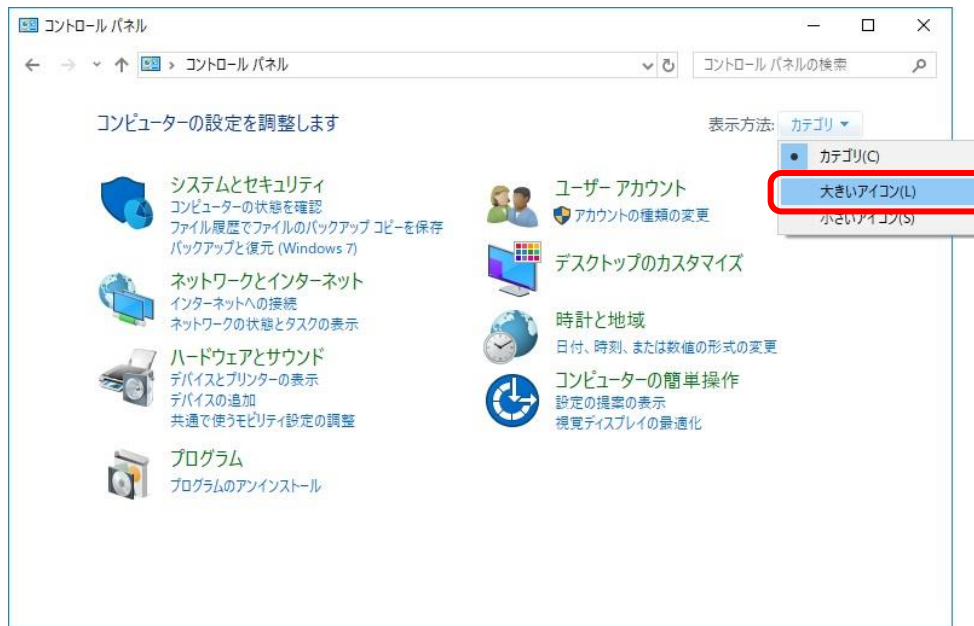 コントロール パネル
コントロール パネル
コントロール パネルの検索
コンピューターの設定を調整します
表示方法: カテゴリ
カテゴリ(C)
大きいアイコン(L)
小さいアイコン(S)
システムとセキュリティ
コンピューターの状態を確認
ファイル履歴でファイルのバックアップ コピーを保存
バックアップと復元 (Windows 7)
ネットワークとインターネット
インターネットへの接続
ネットワークの状態とタスクの表示
ハードウェアとサウンド
デバイスとプリンターの表示
デバイスの追加
共通で使うモビリティ設定の調整
プログラム
プログラムのアンインストール
ユーザー アカウント
アカウントの種類の変更
デスクトップのカスタマイズ
時計と地域
日付、時刻、または数値の形式の変更
コンピューターの簡単操作
設定の提案の表示
視覚ディスプレイの最適化